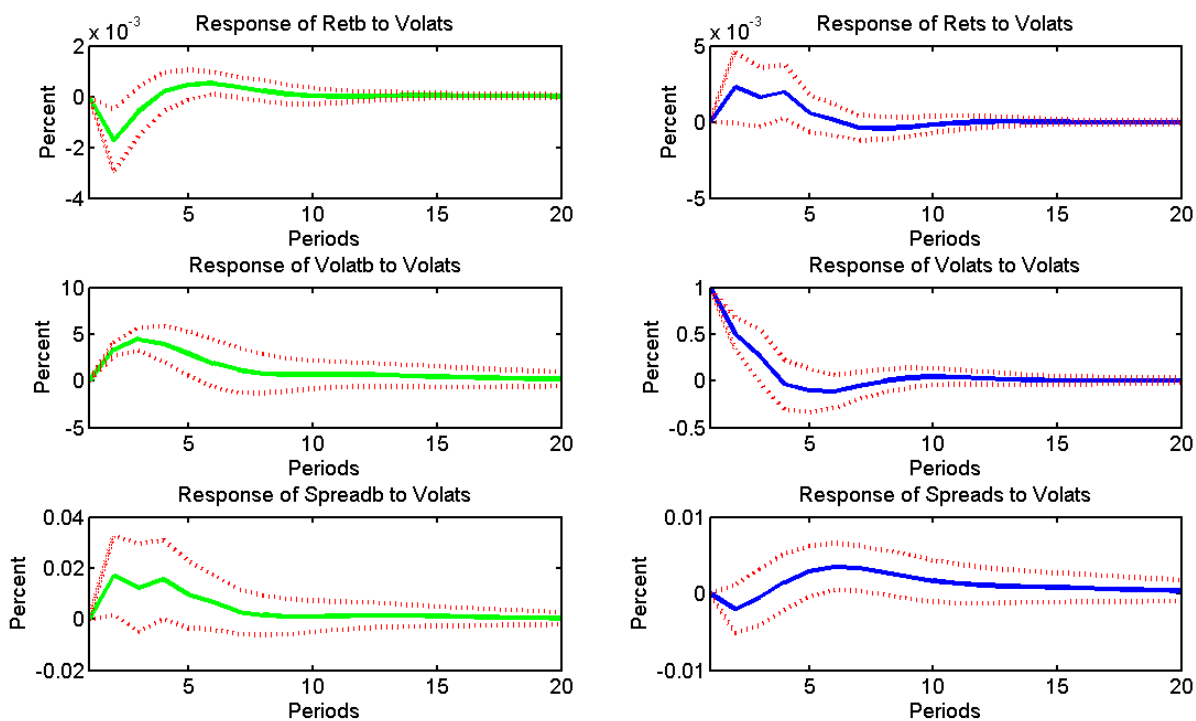 x 10^-3
Response of Retb to Volats
2
0
-2
-4
Percent
5
10
15
20
Periods
x 10^-3
Response of Rets to Volats
5
0
-5
Percent
5
10
15
20
Periods
Response of Volatb to Volats
10
5
0
-5
Percent
5
10
15
20
Periods
Response of Volats to Volats
1
0.5
0
-0.5
Percent
5
10
15
20
Periods
Response of Spreadb to Volats
0.04
0.02
0
-0.02
Percent
5
10
15
20
Periods
Response of Spreads to Volats
0.01
0
-0.01
Percent
5
10
15
20
Periods